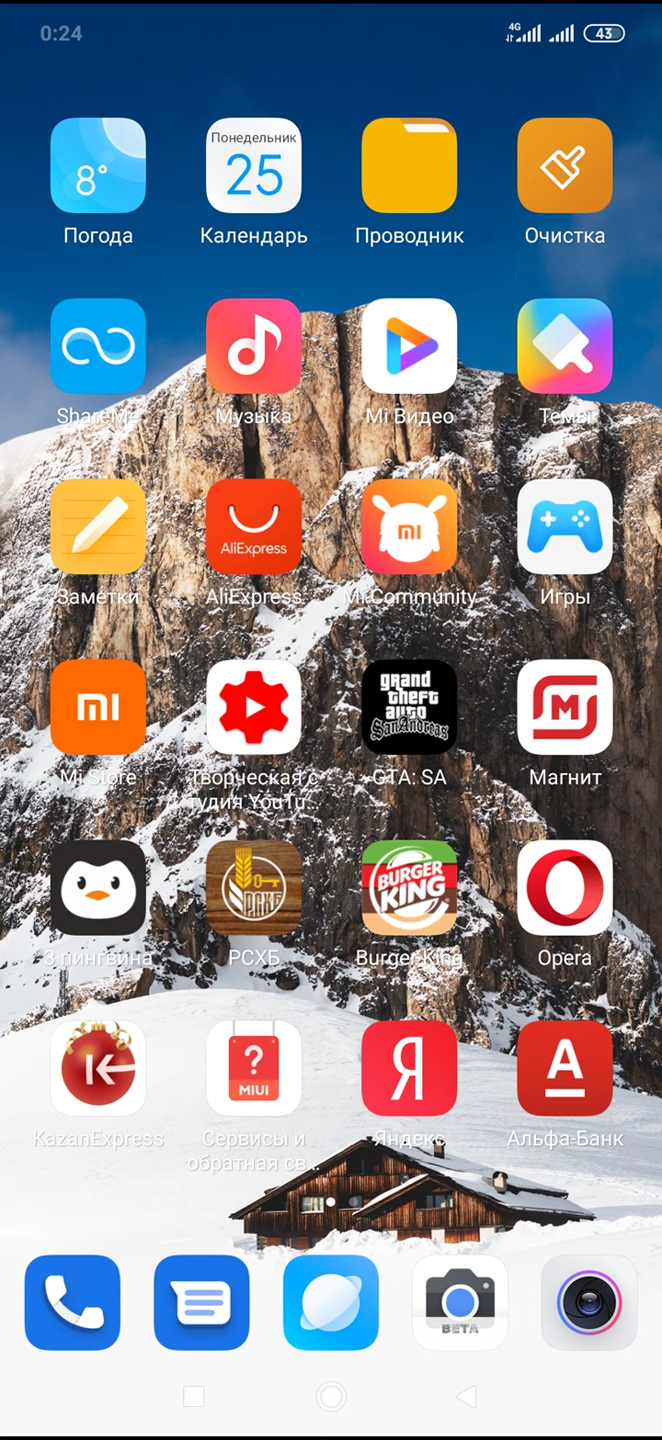 0:24
4G
43
8°
Понедельник
25
Погода
Календарь
Проводник
Очистка
ShareMe
Музыка
Mi Видео
Темы
AliExpress
mi
Заметки
AliExpress
Mi Community
Игры
mi
grand
theft
auto
SanAndreas
М
Mi Store
Творческая с
тудия YouTu...
GTA: SA
Магнит
РСХБ
BURGER
KING
3 пингвина
РСХБ
Burger King
Opera
K
?
MIUI
Я
А
KazanExpress
Сервисы и
обратная св...
Яндекс
Альфа-Банк
BETA